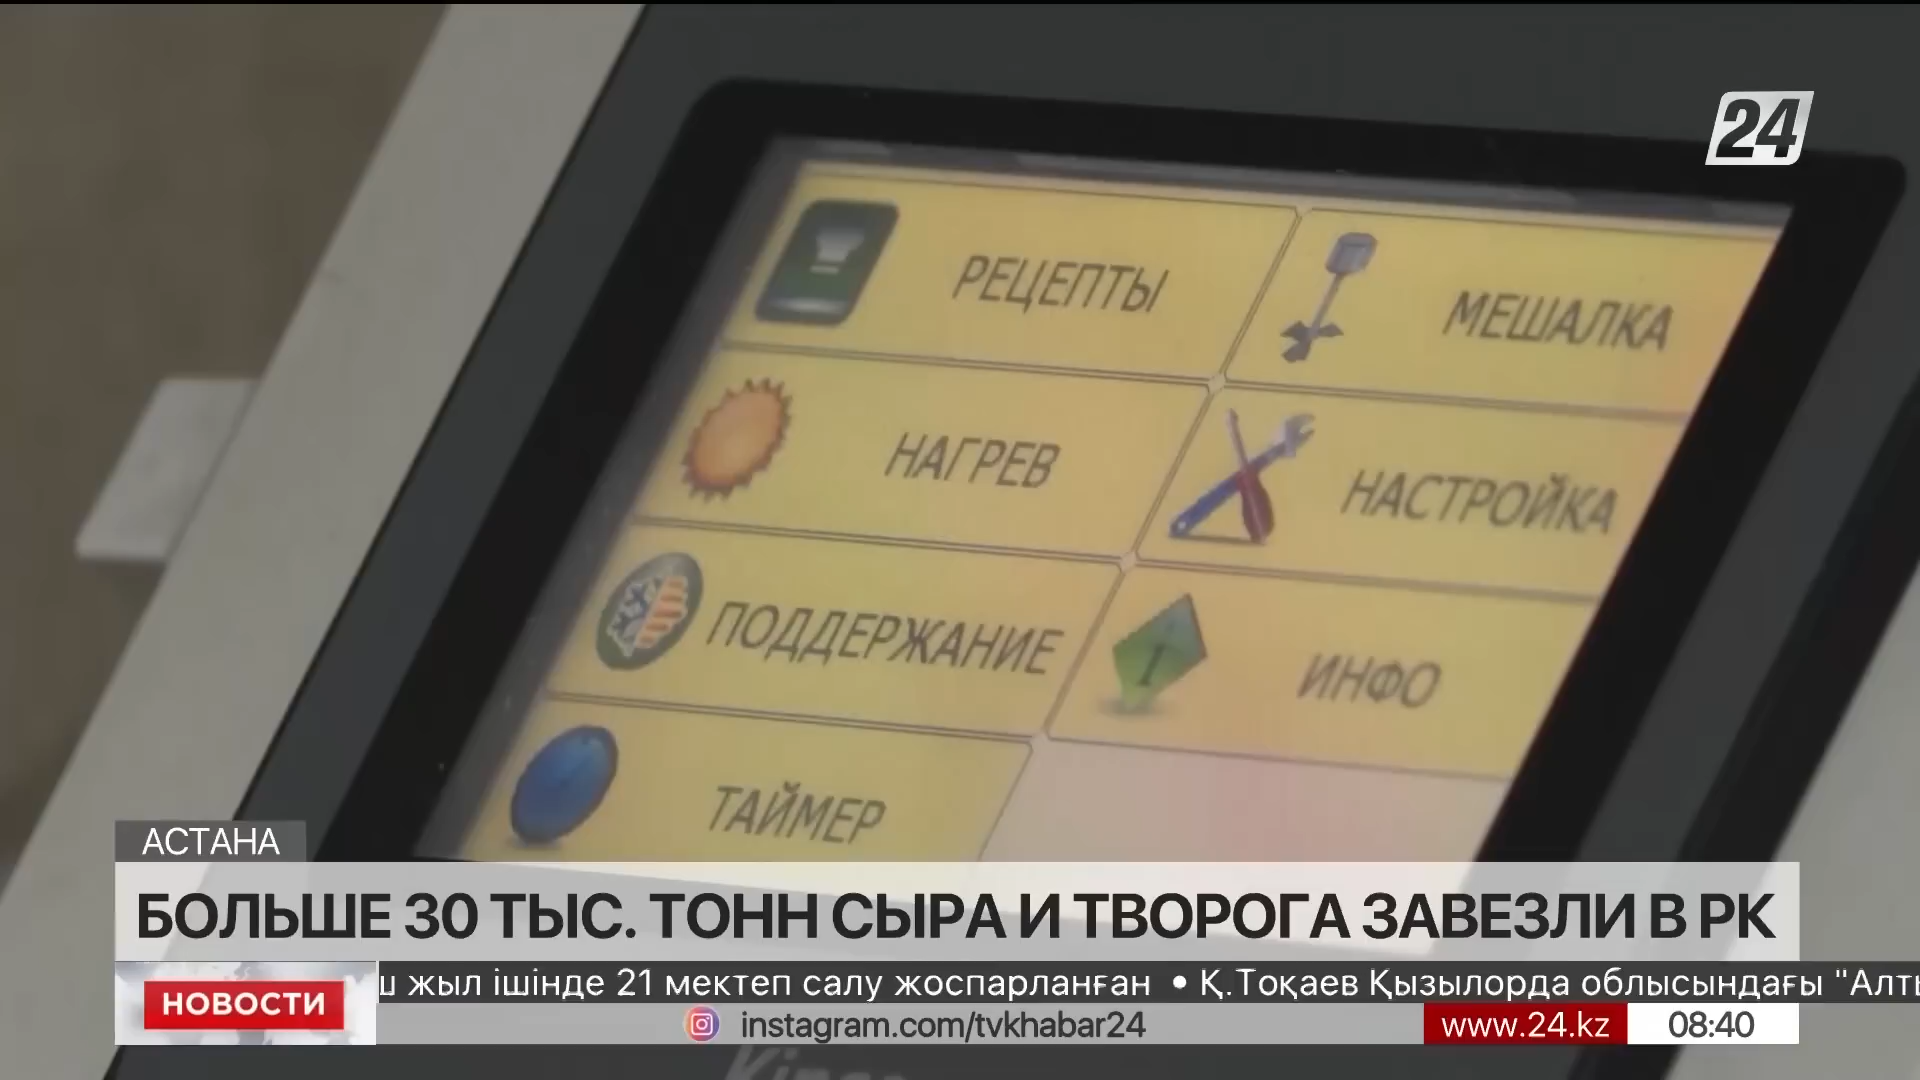 24
РЕЦЕПТЫ
МЕШАЛКА
НАГРЕВ
НАСТРОЙКА
ПОДДЕРЖАНИЕ
ИНФО
ТАЙМЕР
АСТАНА
БОЛЬШЕ 30 ТЫС. ТОНН СЫРА И ТВОРОГА ЗАВЕЗЛИ В РК
НОВОСТИ
жыл ішінде 21 мектеп салу жоспарланған • Қ.Тоқаев Қызылорда облысындағы
instagram.com/tvkhabar24
www.24.kz
08:40